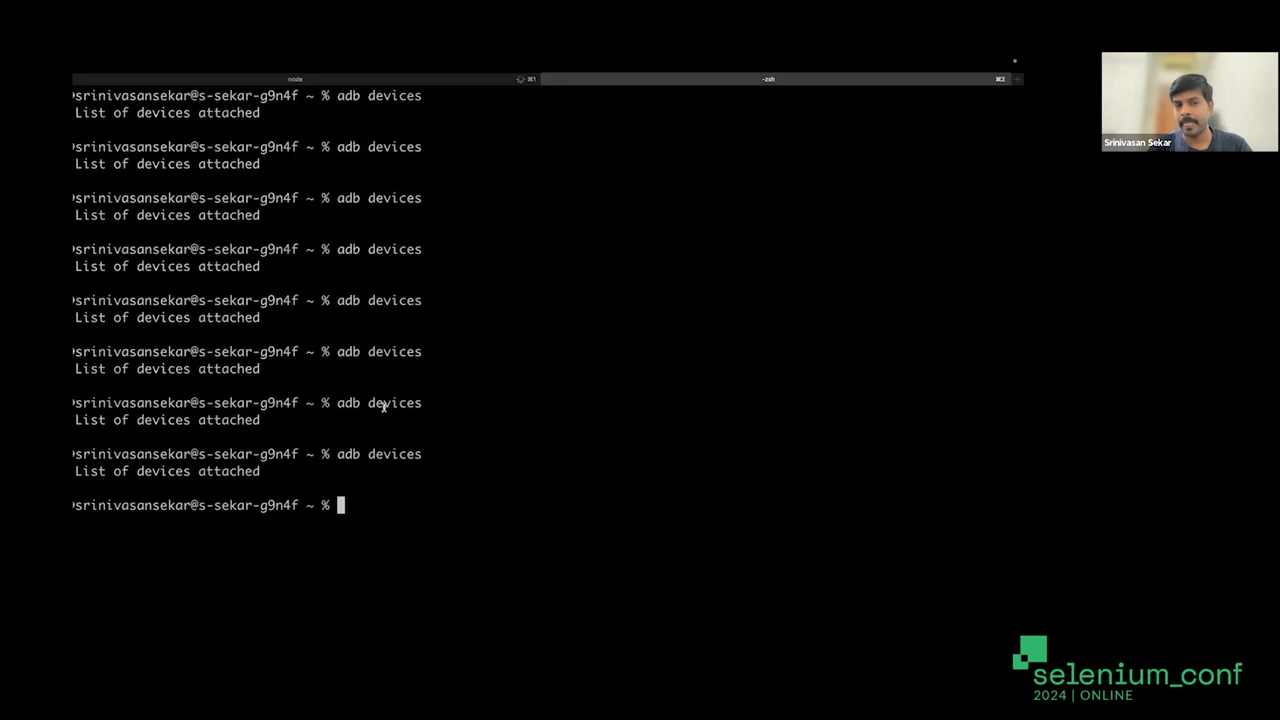 node ⌘1 -zsh ⌘2 +
srinivasansekar@s-sekar-g9n4f ~ % adb devices
List of devices attached
srinivasansekar@s-sekar-g9n4f ~ % adb devices
List of devices attached
srinivasansekar@s-sekar-g9n4f ~ % adb devices
List of devices attached
srinivasansekar@s-sekar-g9n4f ~ % adb devices
List of devices attached
srinivasansekar@s-sekar-g9n4f ~ % adb devices
List of devices attached
srinivasansekar@s-sekar-g9n4f ~ % adb devices
List of devices attached
srinivasansekar@s-sekar-g9n4f ~ % adb devices
List of devices attached
srinivasansekar@s-sekar-g9n4f ~ % adb devices
List of devices attached
srinivasansekar@s-sekar-g9n4f ~ %
Srinivasan Sekar
selenium_conf
2024 | ONLINE